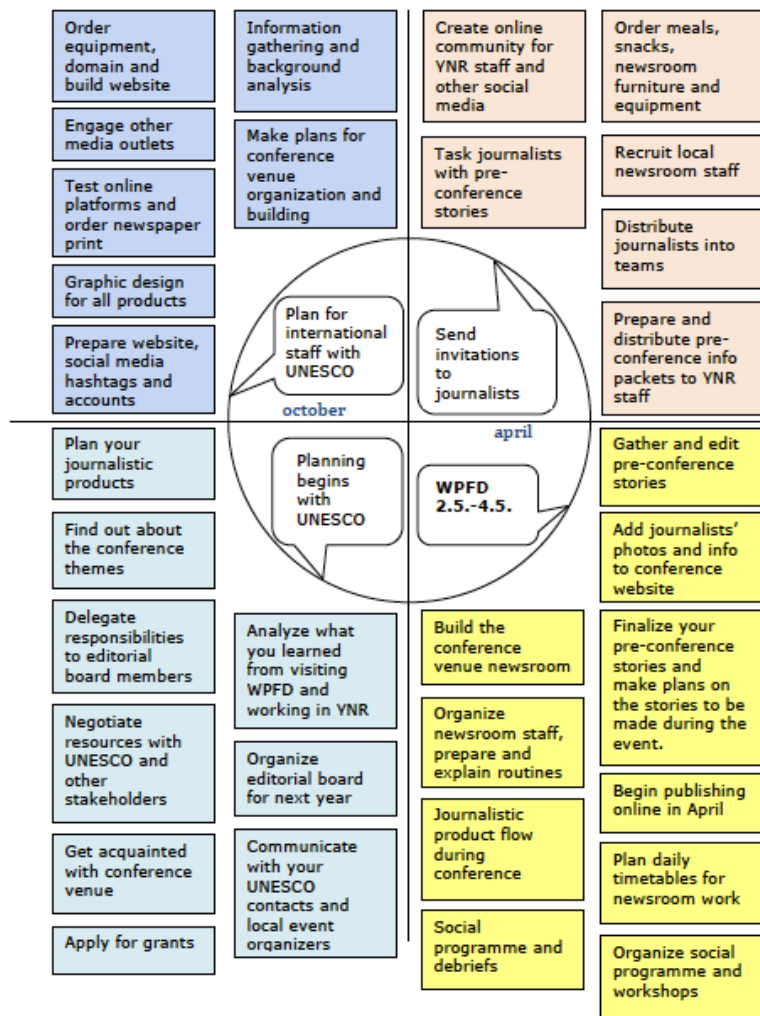 Order
equipment,
domain and
build website
Engage other
media outlets
Test online
platforms and
order newspaper
print
Graphic design
for all products
Prepare website,
social media
hashtags and
accounts
Information
gathering and
background
analysis
Make plans for
conference
venue
organization and
building
Create online
community for
YNR staff and
other social
media
Task journalists
with pre-
conference
stories
Order meals,
snacks,
newsroom
furniture and
equipment
Recruit local
newsroom staff
Distribute
journalists into
teams
Prepare and
distribute pre-
conference info
packets to YNR
staff
Plan for
international
staff with
UNESCO
october
Send
invitations
to
journalists
april
Planning
begins
with
UNESCO
WPFD
2.5.-4.5.
Plan your
journalistic
products
Find out about
the conference
themes
Delegate
responsibilities
to editorial
board members
Negotiate
resources with
UNESCO and
other
stakeholders
Get acquainted
with conference
venue
Apply for grants
Analyze what
you learned
from visiting
WPFD and
working in YNR
Organize
editorial board
for next year
Communicate
with your
UNESCO
contacts and
local event
organizers
Build the
conference
venue newsroom
Organize
newsroom staff,
prepare and
explain routines
Journalistic
product flow
during
conference
Social
programme and
debriefs
Gather and edit
pre-conference
stories
Add journalists'
photos and info
to conference
website
Finalize your
pre-conference
stories and
make plans on
the stories to be
made during the
event.
Begin publishing
online in April
Plan daily
timetables for
newsroom work
Organize social
programme and
workshops